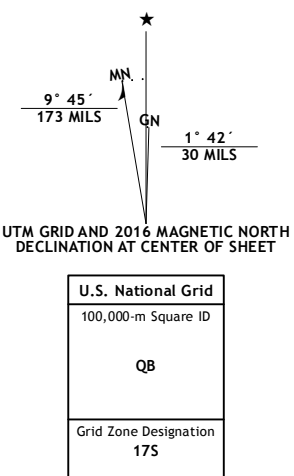 ★
MN
9° 45´
173 MILS
GN
1° 42´
30 MILS
UTM GRID AND 2016 MAGNETIC NORTH
DECLINATION AT CENTER OF SHEET
U.S. National Grid
100,000-m Square ID
QB
Grid Zone Designation
17S